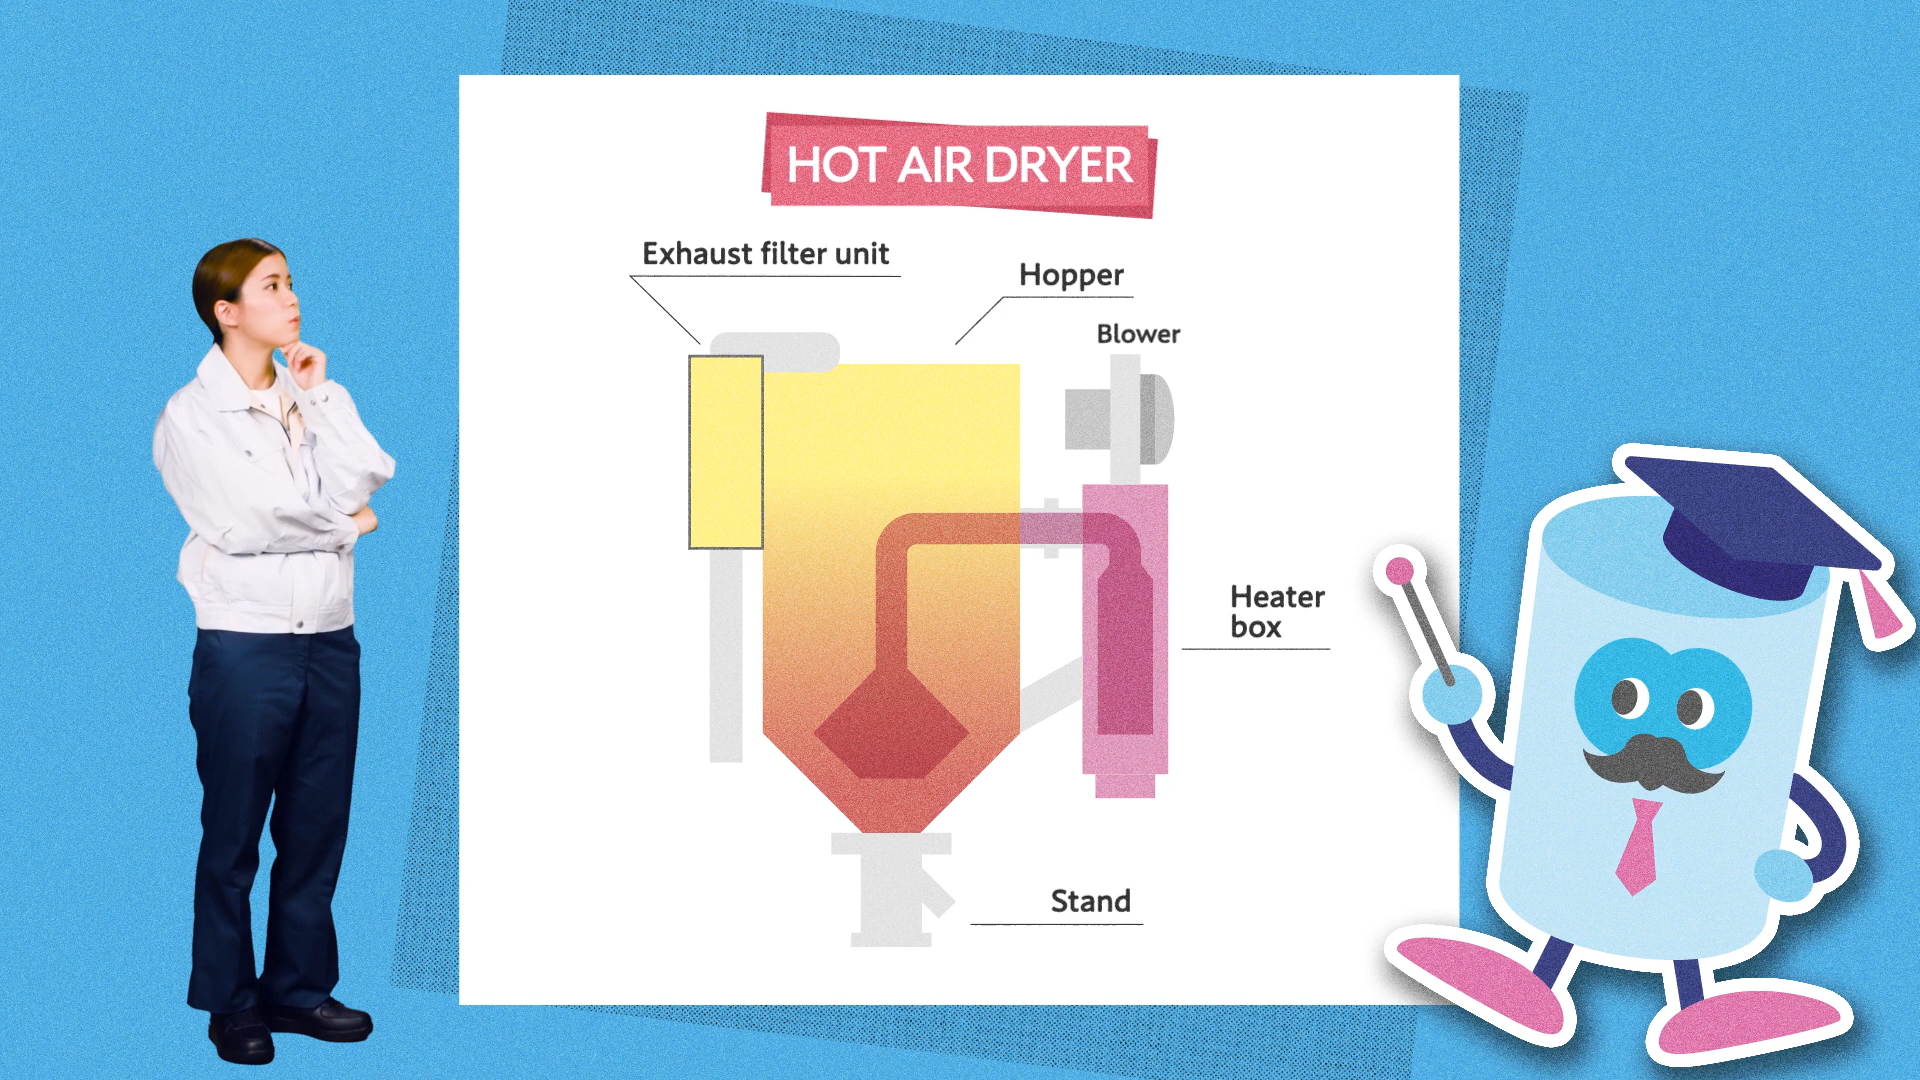 HOT AIR DRYER
Exhaust filter unit
Hopper
Blower
Heater
box
Stand